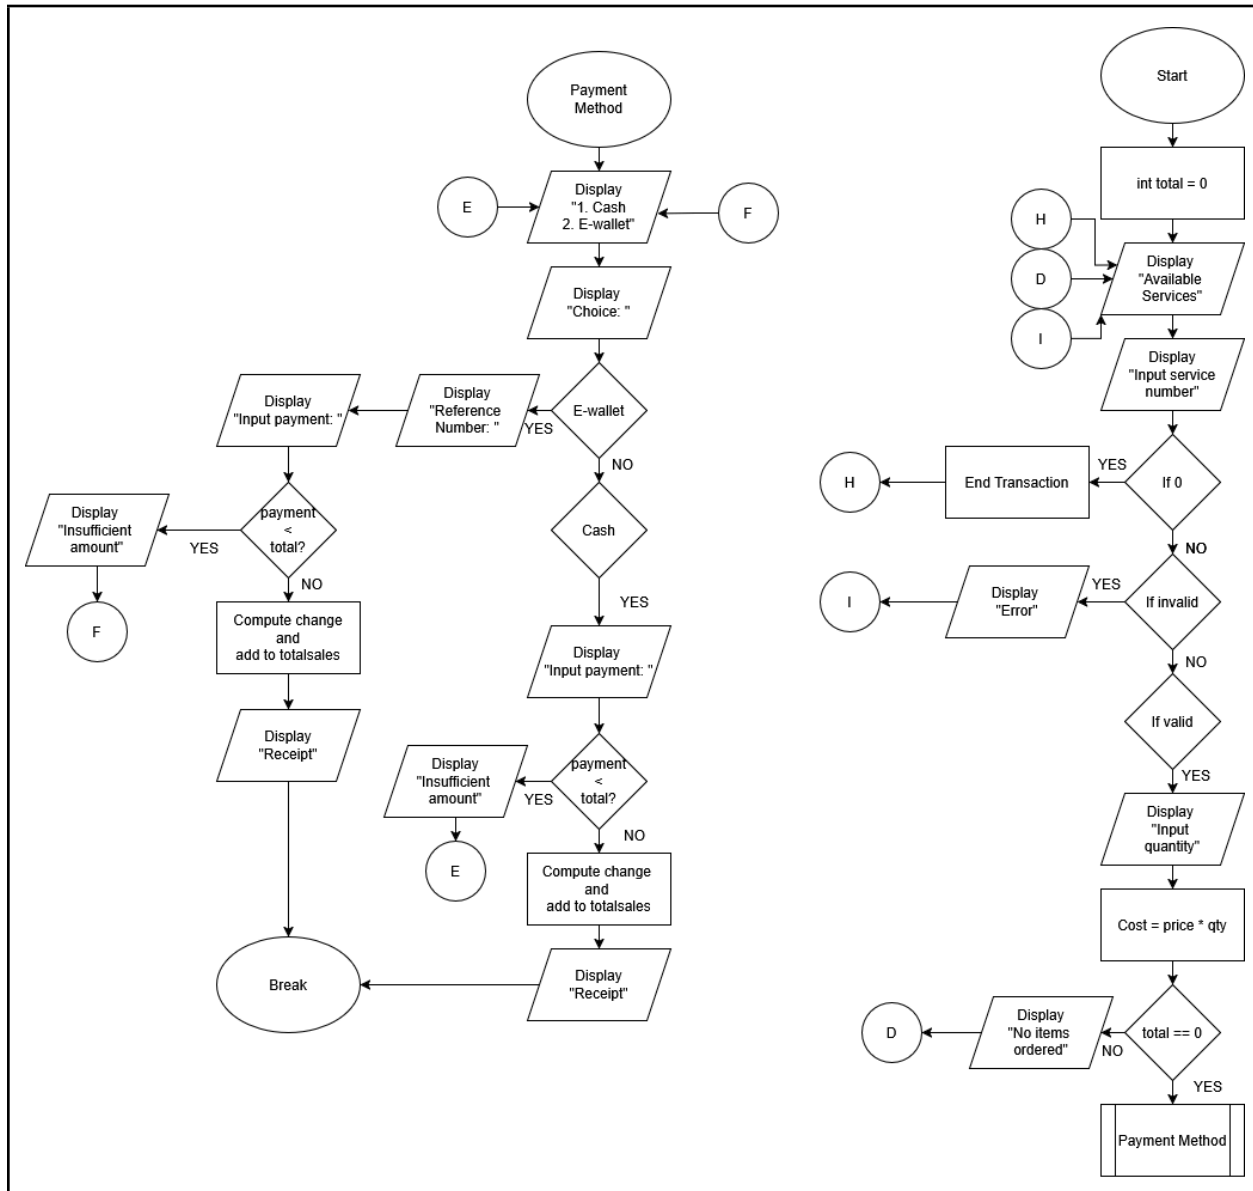 Payment
Method
E
Display
"1. Cash
2. E-wallet"
F
Display
"Choice: "
E-wallet
YES
Display
"Reference
Number: "
Display
"Input payment: "
payment
<
total?
YES
Display
"Insufficient
amount"
F
NO
Compute change
and
add to totalsales
Display
"Receipt"
Break
NO
Cash
YES
Display
"Input payment: "
payment
<
total?
YES
Display
"Insufficient
amount"
E
NO
Compute change
and
add to totalsales
Display
"Receipt"
Start
int total = 0
H
D
I
Display
"Available
Services"
Display
"Input service
number"
If 0
YES
End Transaction
H
NO
If invalid
YES
Display
"Error"
I
NO
If valid
YES
Display
"Input
quantity"
Cost = price * qty
total == 0
NO
Display
"No items
ordered"
D
YES
Payment Method